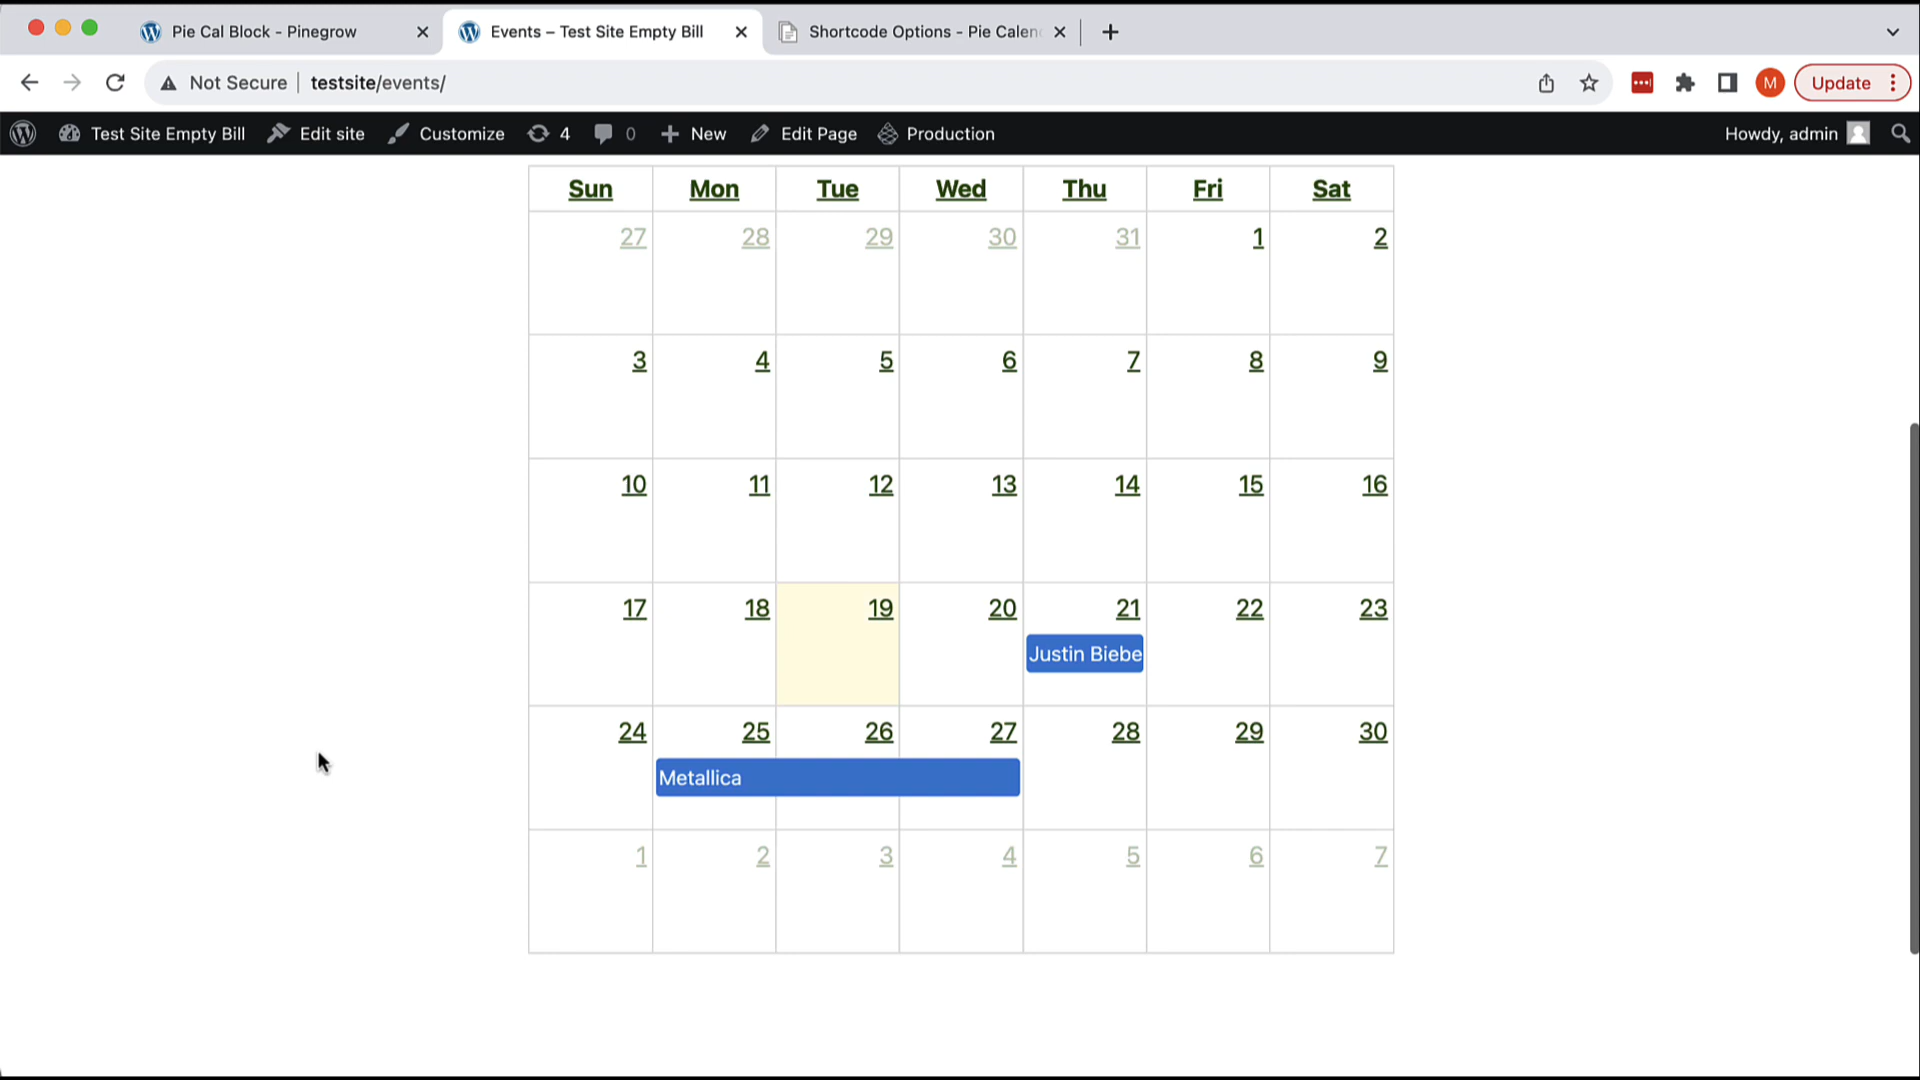 Pie Cal Block - Pinegrow
Events – Test Site Empty Bill
Shortcode Options - Pie Calen
Not Secure testsite/events/
Update
Test Site Empty Bill Edit site Customize 4 0 New Edit Page Production Howdy, admin
Sun Mon Tue Wed Thu Fri Sat
27 28 29 30 31 1 2
3 4 5 6 7 8 9
10 11 12 13 14 15 16
17 18 19 20 21 22 23
Justin Biebe
24 25 26 27 28 29 30
Metallica
1 2 3 4 5 6 7